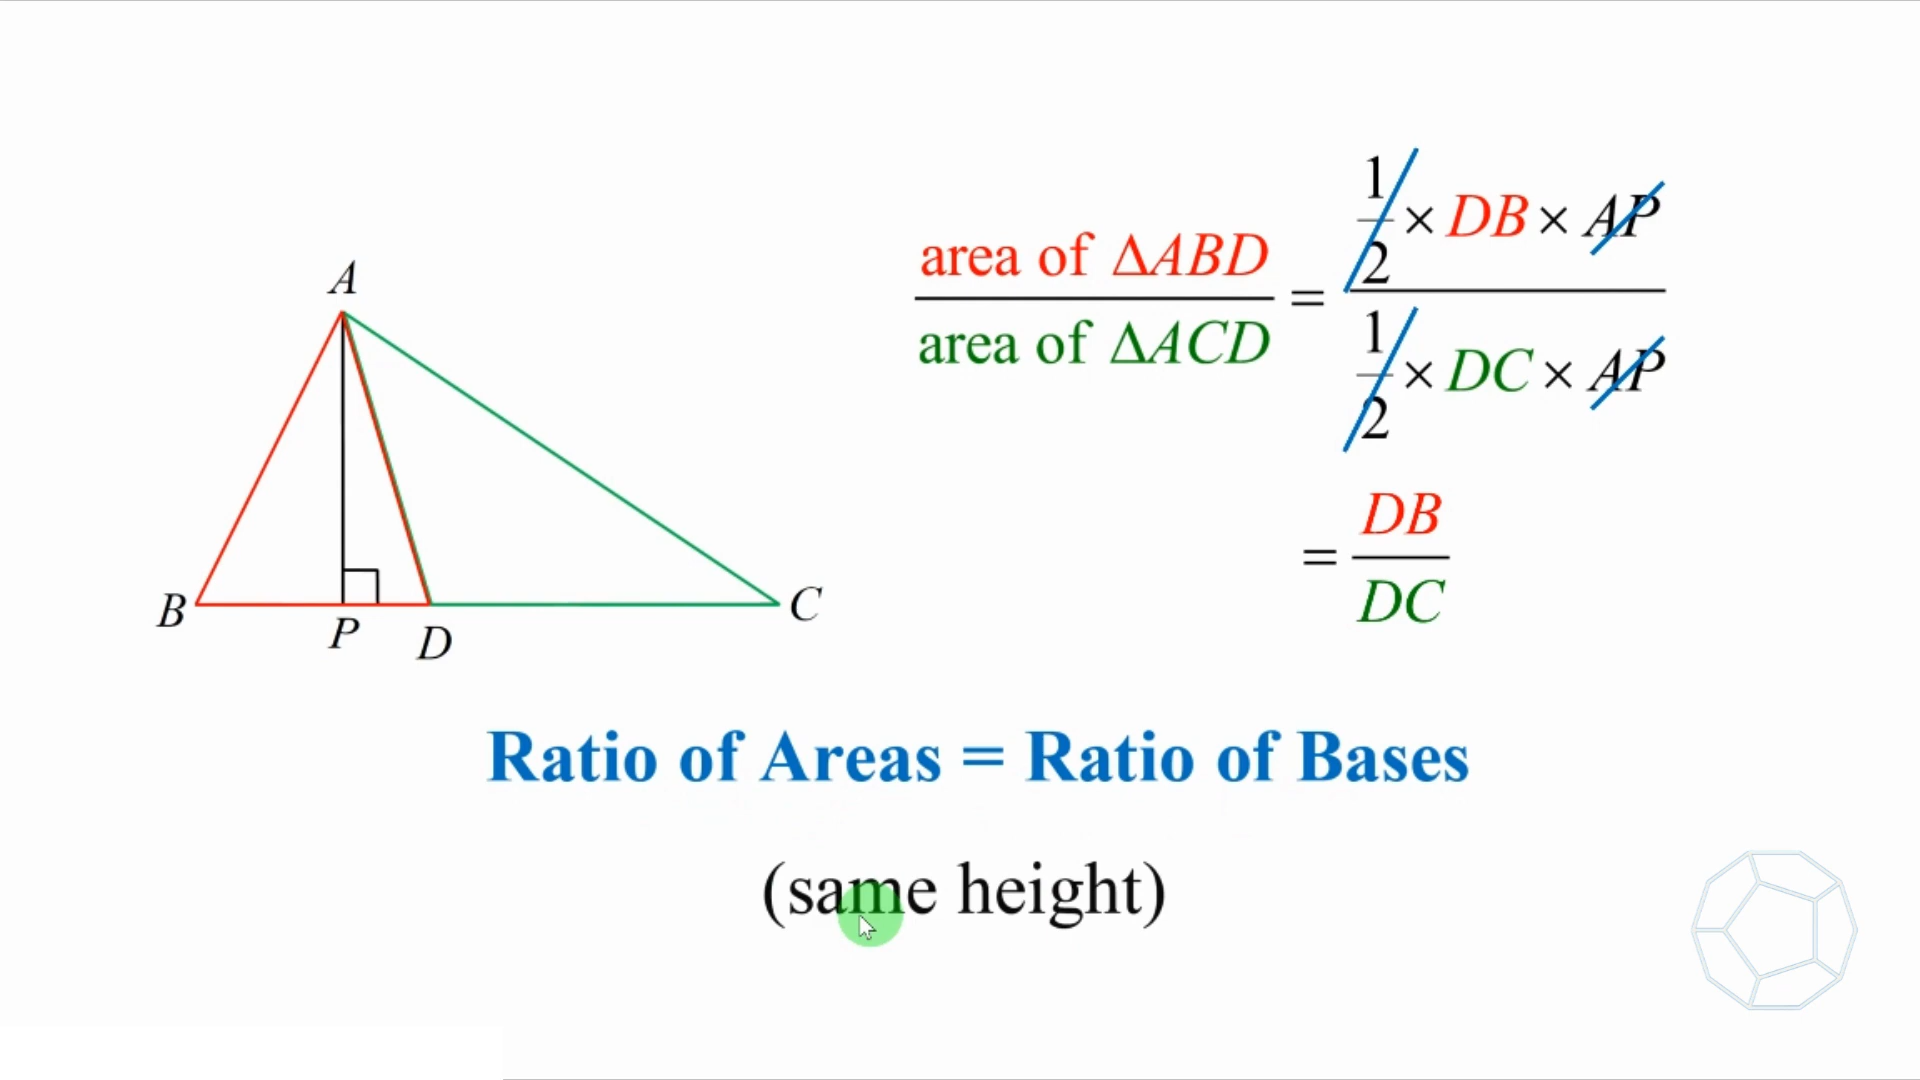 A
B
P
D
C
area of ΔABD / area of ΔACD = (1/2 × DB × AP) / (1/2 × DC × AP)
= DB / DC
Ratio of Areas = Ratio of Bases
(same height)